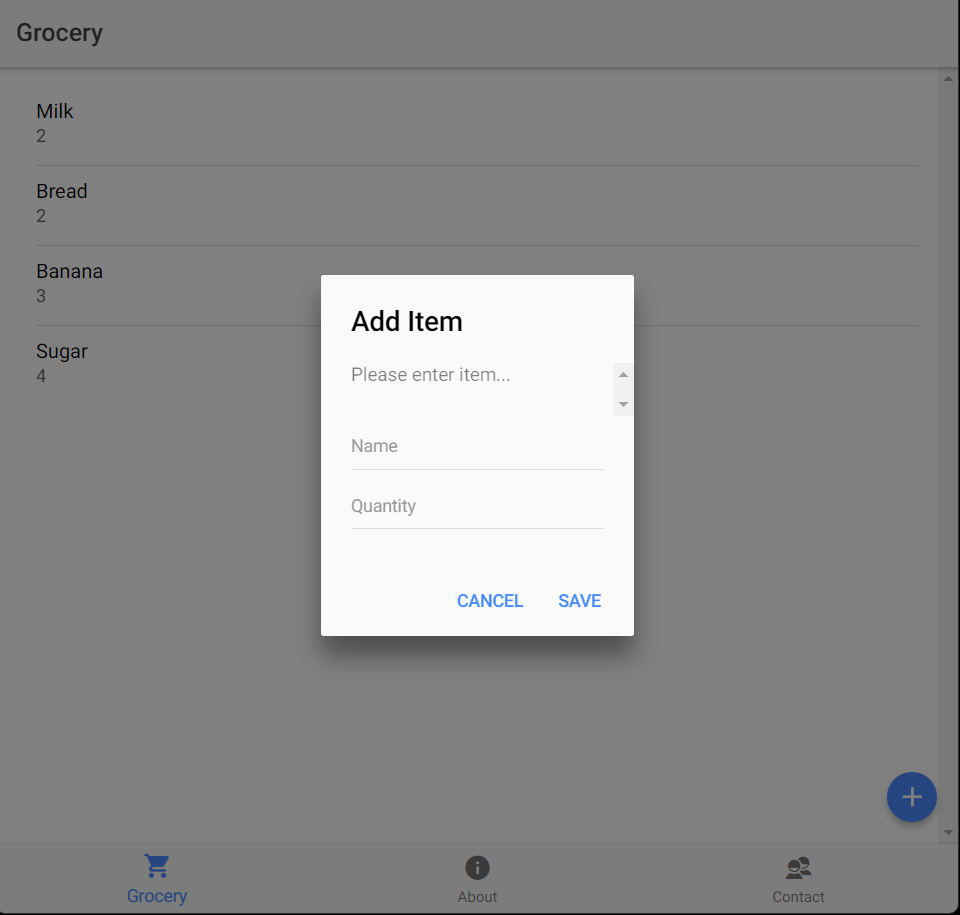 Grocery
Milk
2
Bread
2
Banana
3
Sugar
4
Add Item
Please enter item...
Name
Quantity
CANCEL SAVE
Grocery About Contact